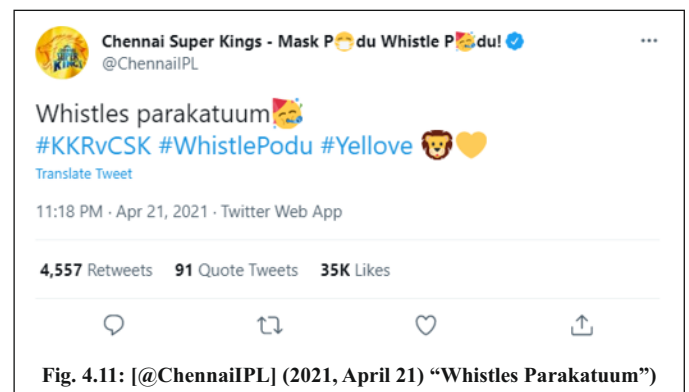 Chennai Super Kings - Mask P😷du Whistle P🥳du!
@ChennaiIPL
Whistles parakatuum🥳
#KKRvCSK #WhistlePodu #Yellove 🦁💛
Translate Tweet
11:18 PM · Apr 21, 2021 · Twitter Web App
4,557 Retweets 91 Quote Tweets 35K Likes
Fig. 4.11: [@ChennaiIPL] (2021, April 21) “Whistles Parakatuum”)